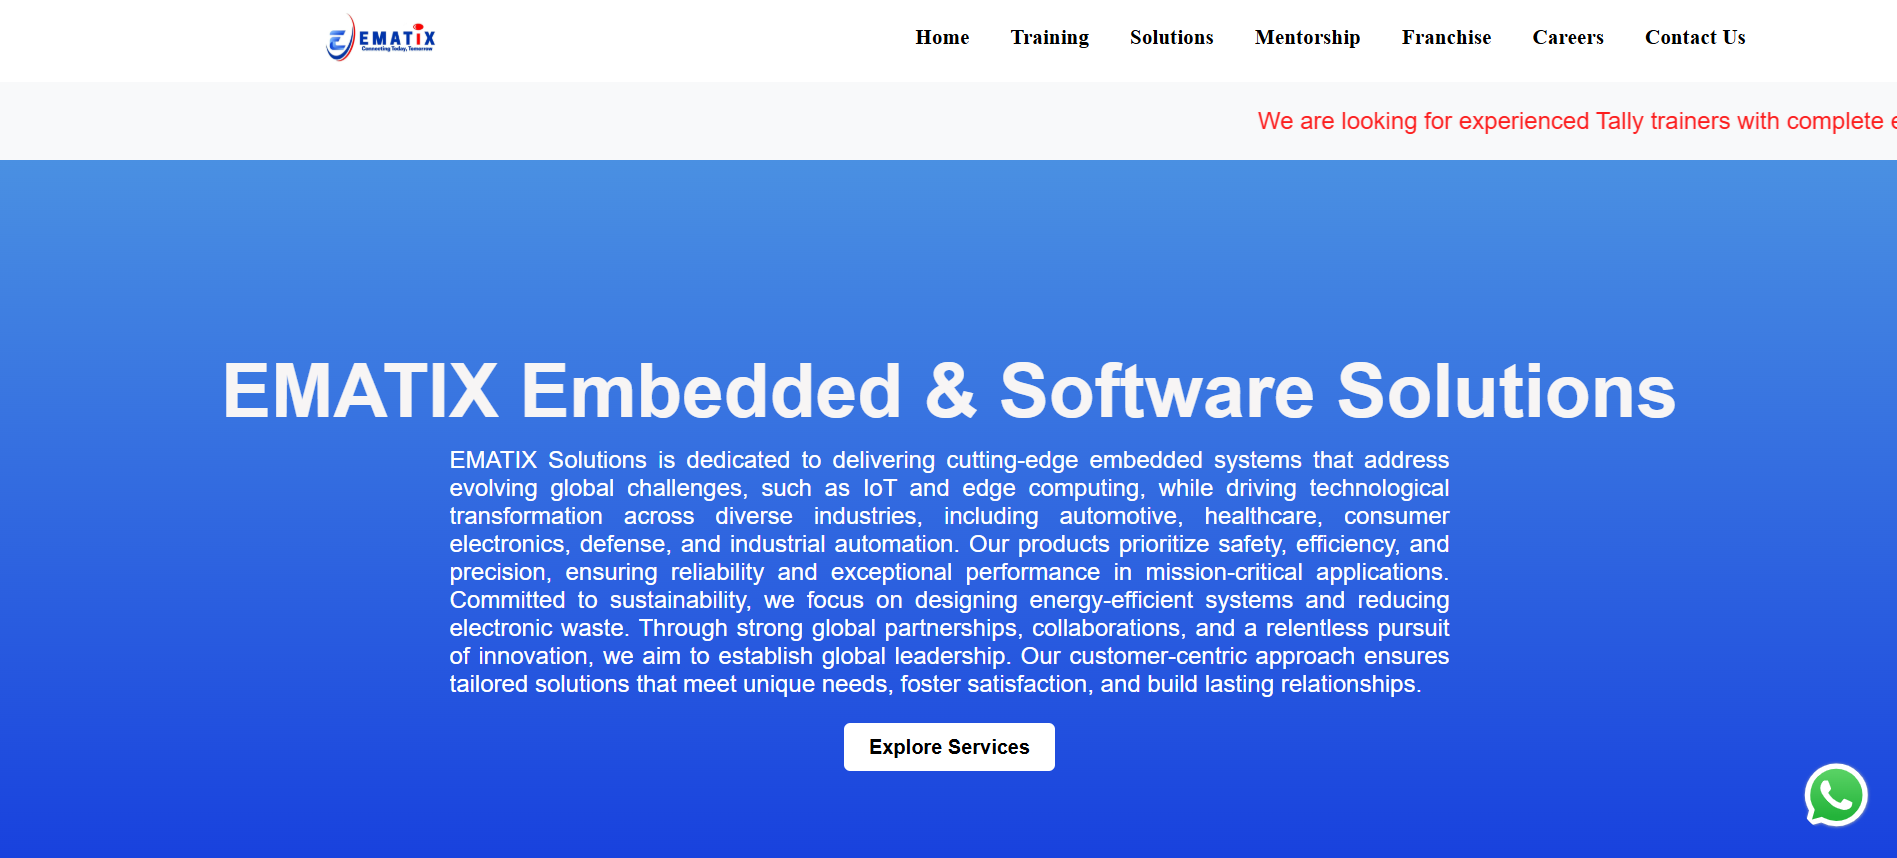 EMATIX
Connecting Today, Tomorrow
Home Training Solutions Mentorship Franchise Careers Contact Us
We are looking for experienced Tally trainers with complete
EMATIX Embedded & Software Solutions
EMATIX Solutions is dedicated to delivering cutting-edge embedded systems that address
evolving global challenges, such as IoT and edge computing, while driving technological
transformation across diverse industries, including automotive, healthcare, consumer
electronics, defense, and industrial automation. Our products prioritize safety, efficiency, and
precision, ensuring reliability and exceptional performance in mission-critical applications.
Committed to sustainability, we focus on designing energy-efficient systems and reducing
electronic waste. Through strong global partnerships, collaborations, and a relentless pursuit
of innovation, we aim to establish global leadership. Our customer-centric approach ensures
tailored solutions that meet unique needs, foster satisfaction, and build lasting relationships.
Explore Services